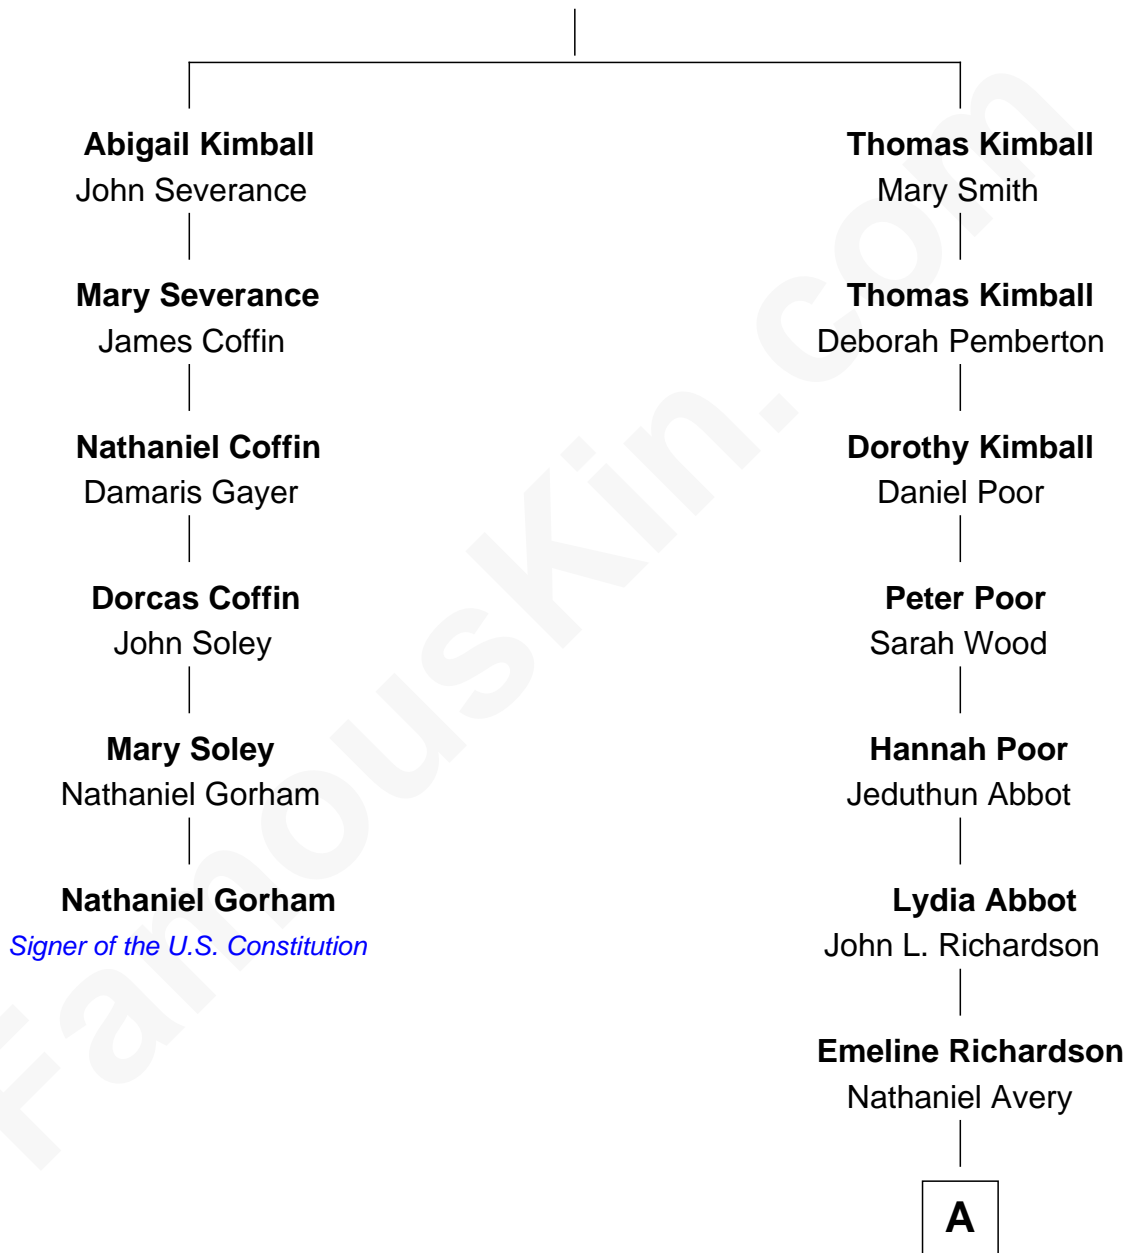 Abigail Kimball
John Severance
Mary Severance
James Coffin
Nathaniel Coffin
Damaris Gayer
Dorcas Coffin
John Soley
Mary Soley
Nathaniel Gorham
Nathaniel Gorham
Signer of the U.S. Constitution
Thomas Kimball
Mary Smith
Thomas Kimball
Deborah Pemberton
Dorothy Kimball
Daniel Poor
Peter Poor
Sarah Wood
Hannah Poor
Jeduthun Abbot
Lydia Abbot
John L. Richardson
Emeline Richardson
Nathaniel Avery
A
FamousKin.com